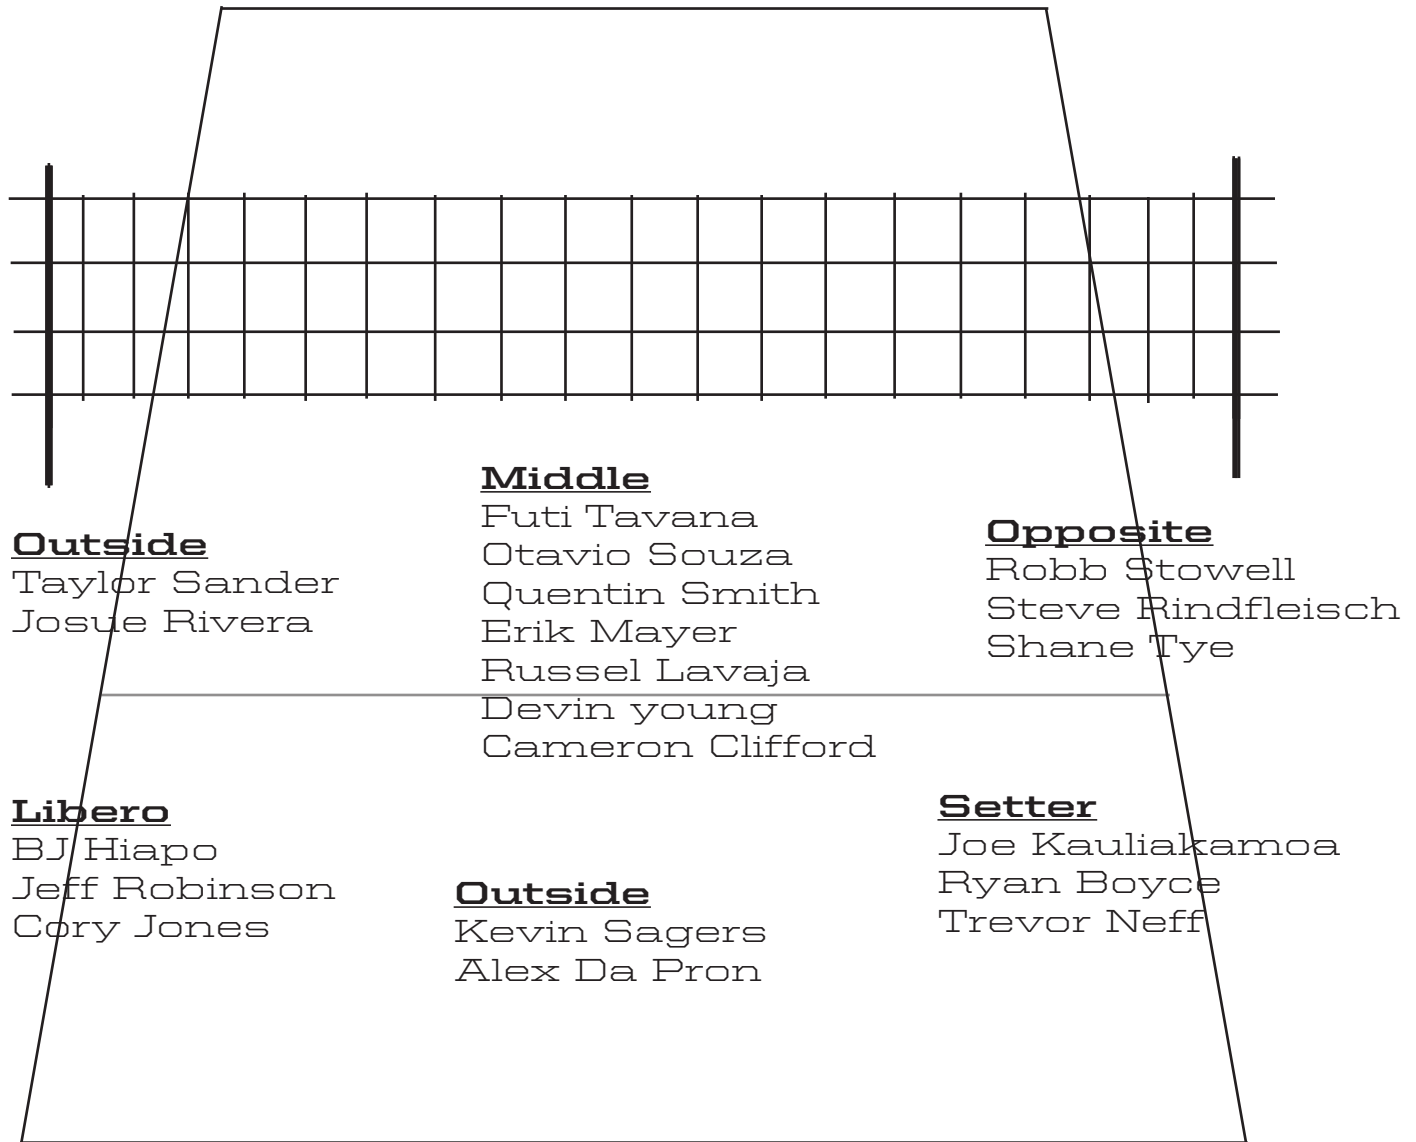 Middle
Futi Tavana
Otavio Souza
Quentin Smith
Erik Mayer
Russel Lavaja
Devin young
Cameron Clifford
Outside
Taylor Sander
Josue Rivera
Opposite
Robb Stowell
Steve Rindfleisch
Shane Tye
Libero
BJ Hiapo
Jeff Robinson
Cory Jones
Outside
Kevin Sagers
Alex Da Pron
Setter
Joe Kauliakamoa
Ryan Boyce
Trevor Neff